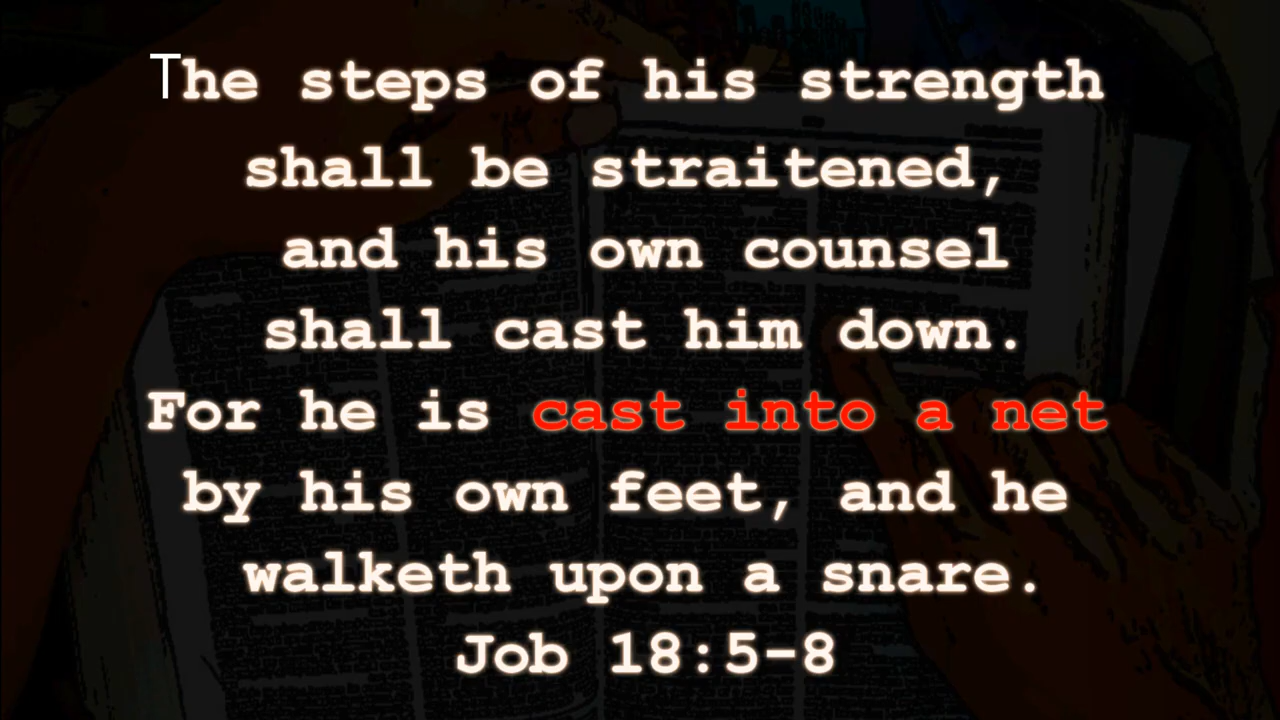 The steps of his strength
shall be straitened,
and his own counsel
shall cast him down.
For he is cast into a net
by his own feet, and he
walketh upon a snare.
Job 18:5-8